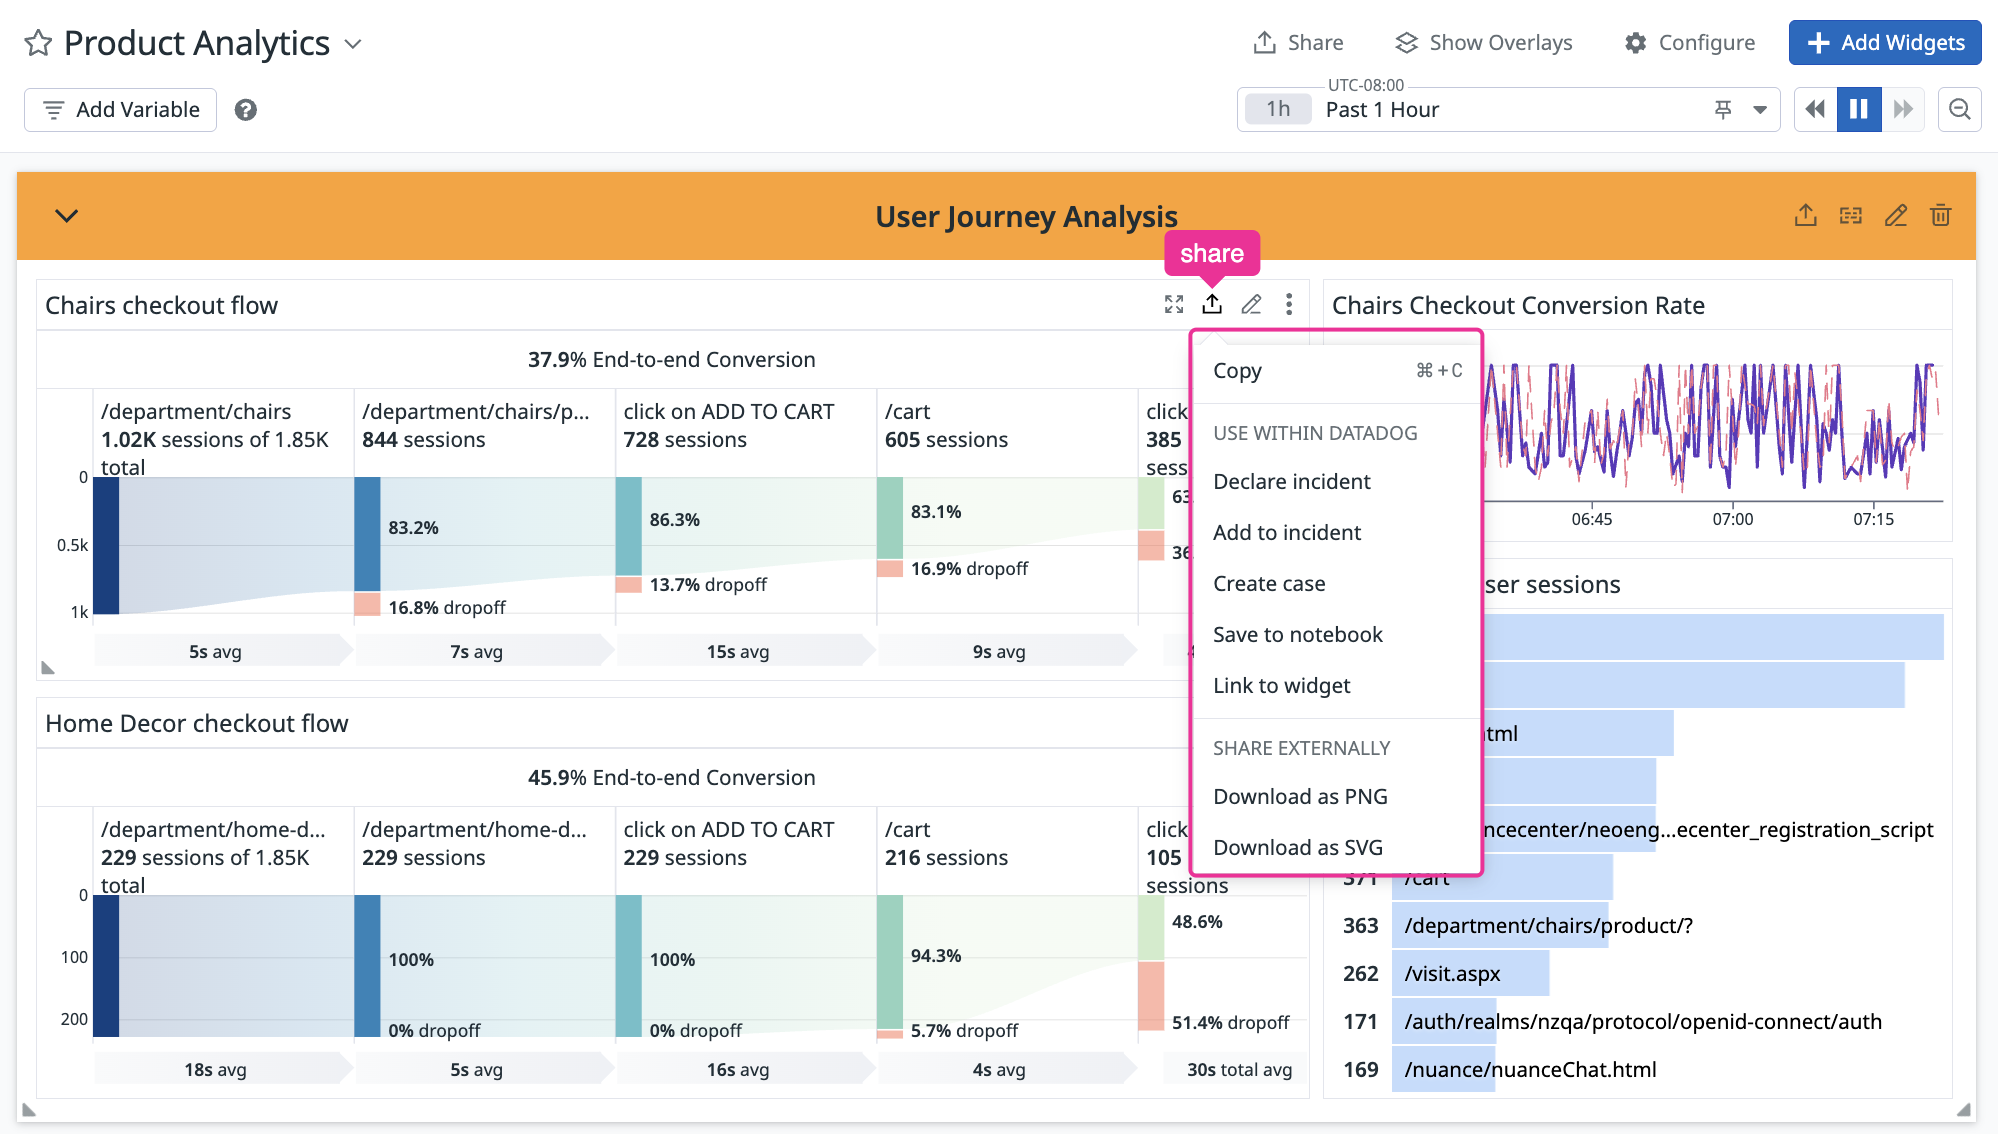 Product Analytics
Share
Show Overlays
Configure
Add Widgets
Add Variable
UTC-08:00
1h Past 1 Hour
User Journey Analysis
share
Chairs checkout flow
37.9% End-to-end Conversion
/department/chairs
1.02K sessions of 1.85K
total
/department/chairs/p...
844 sessions
click on ADD TO CART
728 sessions
/cart
605 sessions
click
385
sess
0
0.5k
1k
83.2%
16.8% dropoff
86.3%
13.7% dropoff
83.1%
16.9% dropoff
63
36
5s avg
7s avg
15s avg
9s avg
Copy ⌘+C
USE WITHIN DATADOG
Declare incident
Add to incident
Create case
Save to notebook
Link to widget
SHARE EXTERNALLY
Download as PNG
Download as SVG
Chairs Checkout Conversion Rate
06:45
07:00
07:15
Home Decor checkout flow
45.9% End-to-end Conversion
/department/home-d...
229 sessions of 1.85K
total
/department/home-d...
229 sessions
click on ADD TO CART
229 sessions
/cart
216 sessions
click
105
sessions
0
100
200
100%
0% dropoff
100%
0% dropoff
94.3%
5.7% dropoff
48.6%
51.4% dropoff
18s avg
5s avg
16s avg
4s avg
30s total avg
ser sessions
tml
ncecenter/neoeng...ecenter_registration_script
371 /cart
363 /department/chairs/product/?
262 /visit.aspx
171 /auth/realms/nzqa/protocol/openid-connect/auth
169 /nuance/nuanceChat.html